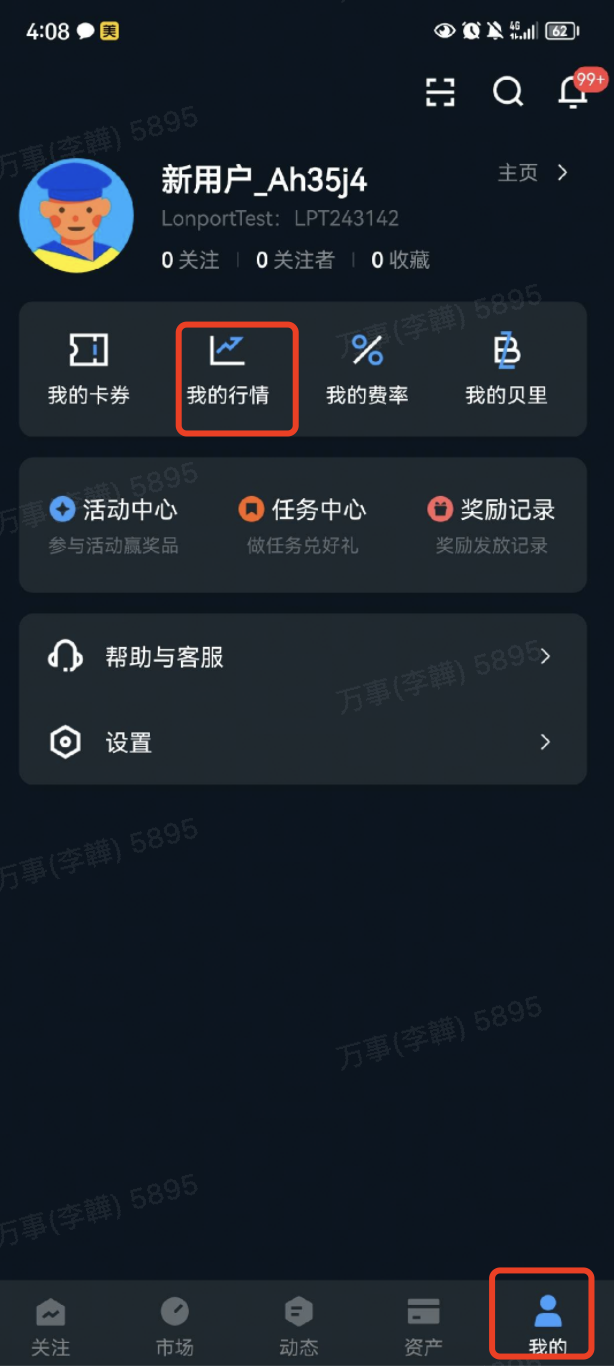 4:08 美 4G 62
99+
新用户_Ah35j4 主页
LonportTest: LPT243142
0 关注 0 关注者 0 收藏
我的卡券 我的行情 我的费率 我的贝里
活动中心 任务中心 奖励记录
参与活动赢奖品 做任务兑好礼 奖励发放记录
帮助与客服
设置
关注 市场 动态 资产 我的
万事(李韡) 5895
万事(李韡) 5895
万事(李韡) 5895
万事(李韡) 5895
万事(李韡) 5895
万事(李韡) 5895
万事(李韡) 5895